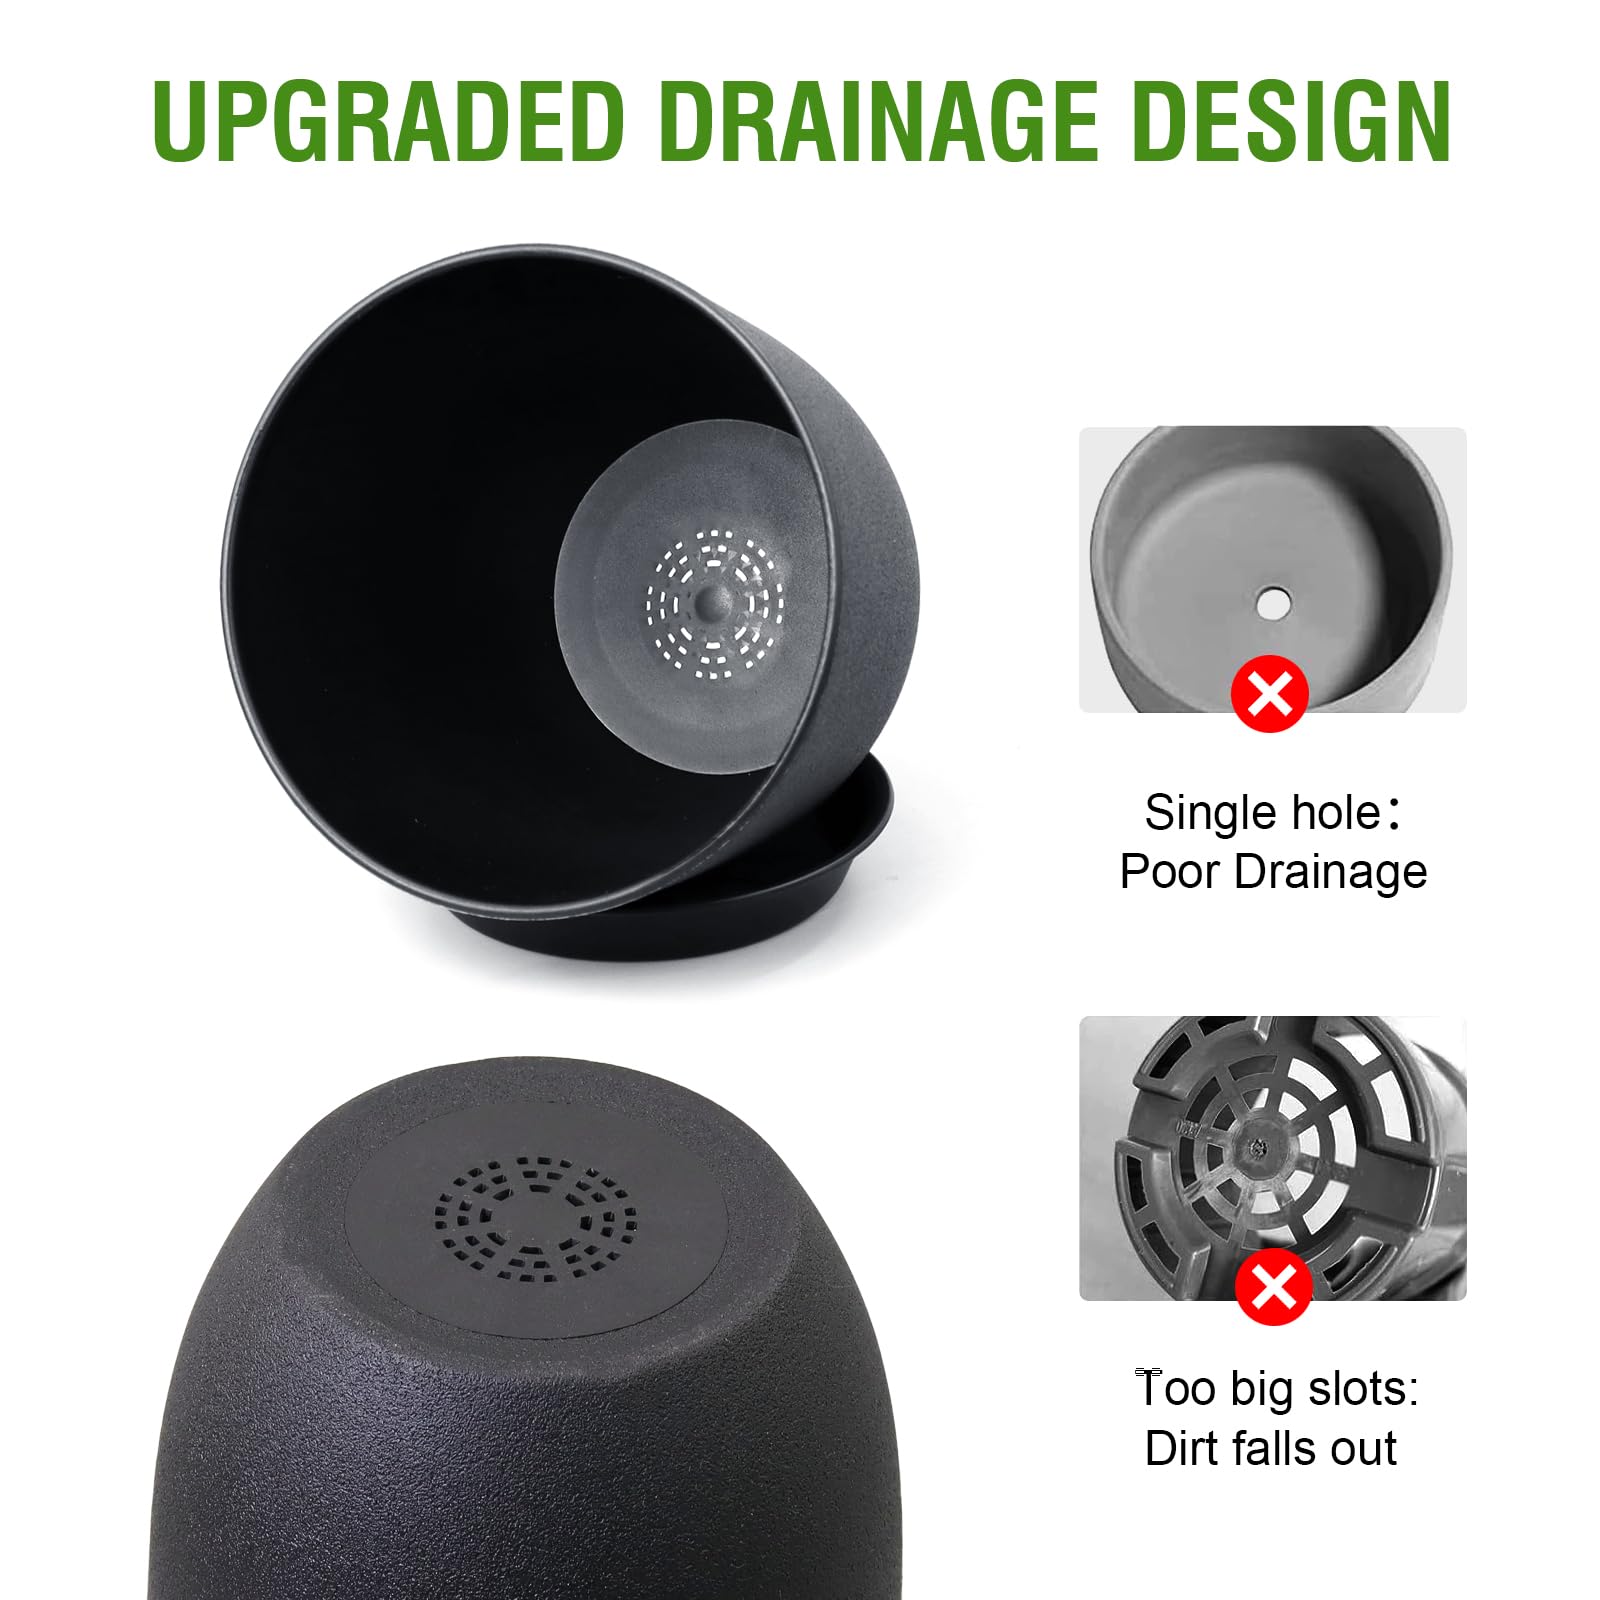 UPGRADED DRAINAGE DESIGN
Single hole：
Poor Drainage
Too big slots:
Dirt falls out